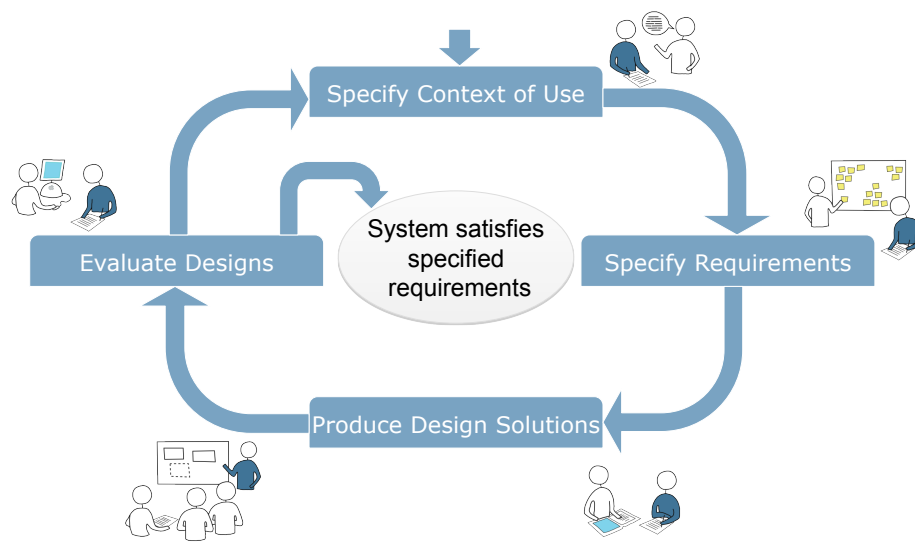 Specify Context of Use
Evaluate Designs
System satisfies
specified
requirements
Specify Requirements
Produce Design Solutions